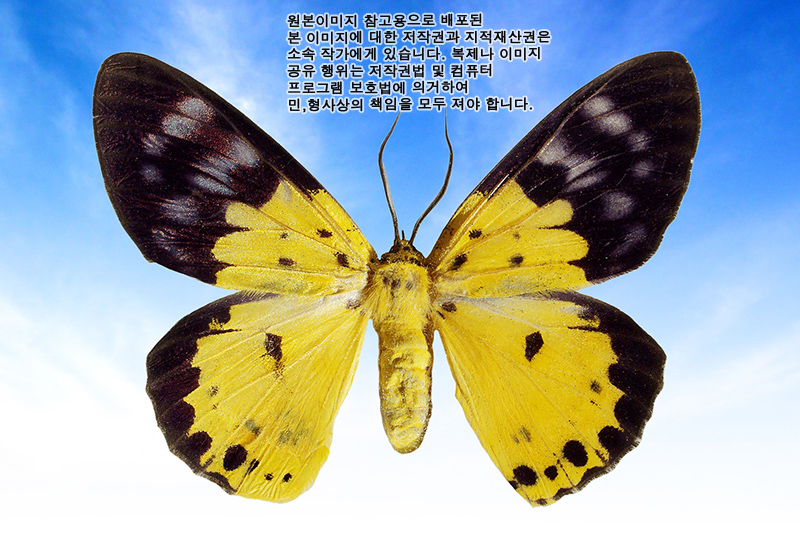 원본이미지 참고용으로 배포된
본 이미지에 대한 저작권과 지적재산권은
소속 작가에게 있습니다. 복제나 이미지
공유 행위는 저작권법 및 컴퓨터
프로그램 보호법에 의거하여
민,형사상의 책임을 모두 져야 합니다.